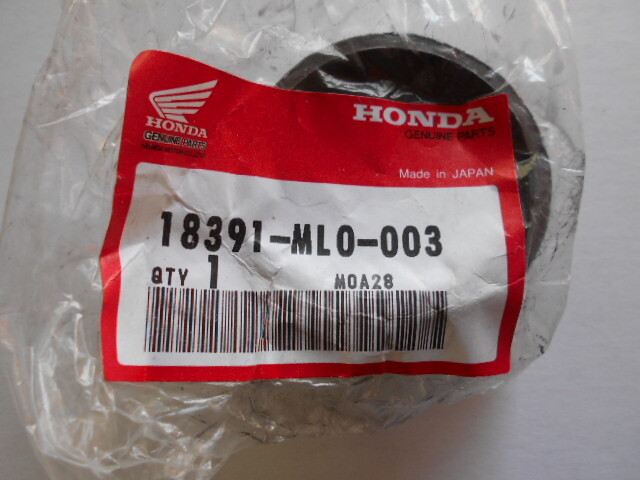 HONDA
GENUINE PARTS
HONDA
GENUINE PARTS
Made in JAPAN
18391-ML0-003
QTY 1 M0A28